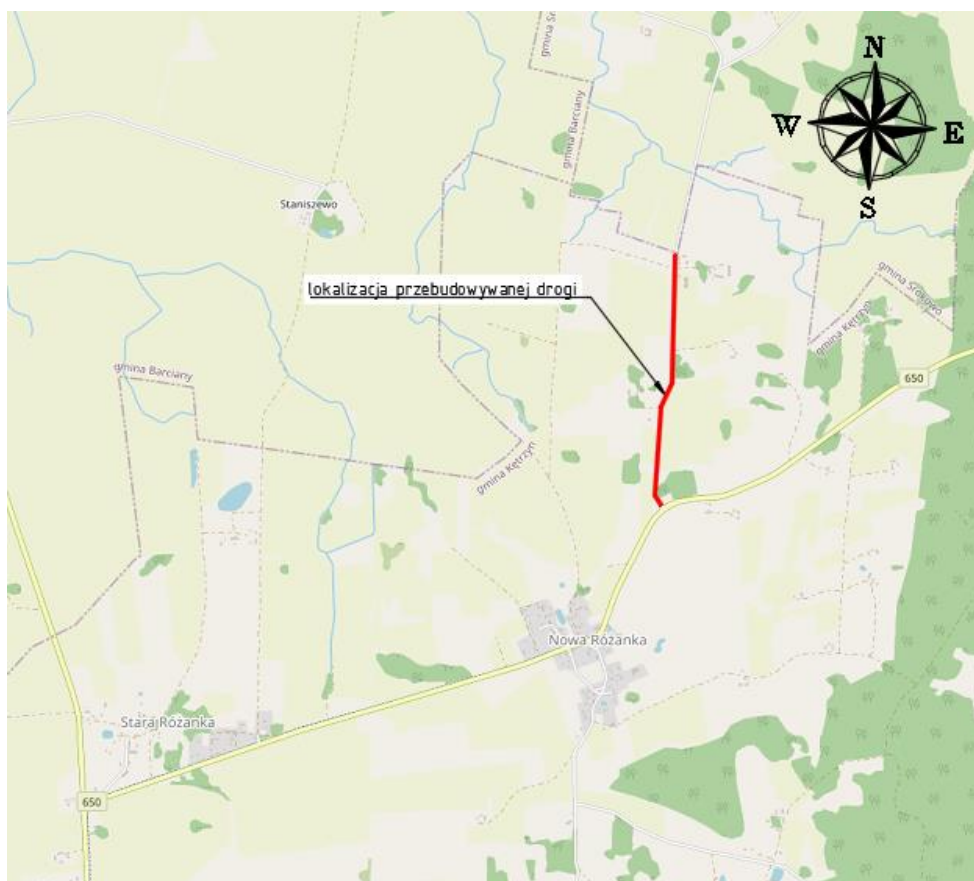 gmina Barciany
N
W
E
S
Staniszewo
lokalizacja przebudowywanej drogi
gmina Srokowo
gmina Kętrzyn
650
gmina Barciany
gmina Kętrzyn
Nowa Różanka
Stara Różanka
650